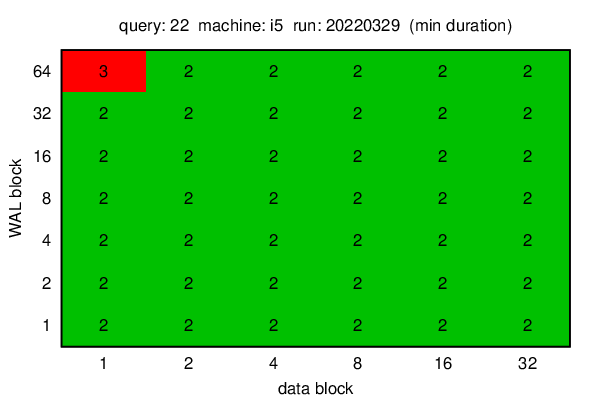 query: 22  machine: i5  run: 20220329  (min duration)
64 3 2 2 2 2 2
32 2 2 2 2 2 2
16 2 2 2 2 2 2
8 2 2 2 2 2 2
4 2 2 2 2 2 2
2 2 2 2 2 2 2
1 2 2 2 2 2 2
WAL block
1 2 4 8 16 32
data block